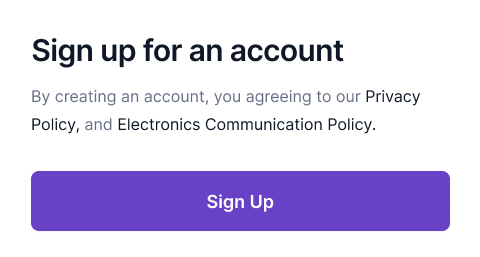 Sign up for an account
By creating an account, you agreeing to our Privacy
Policy, and Electronics Communication Policy.
Sign Up